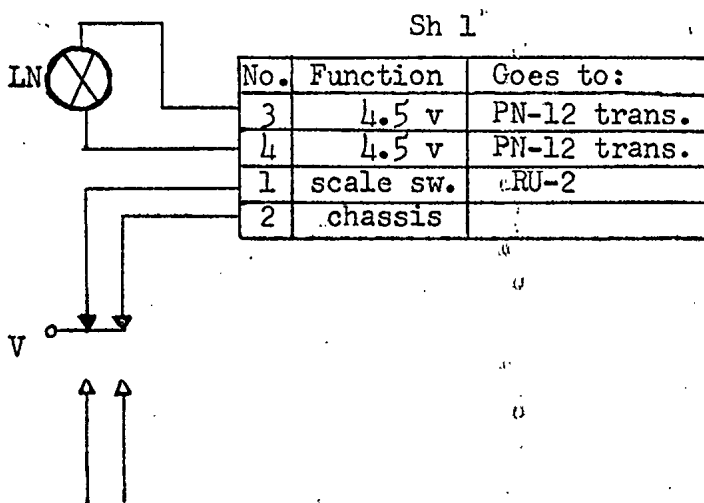 Sh 1
LN
No. Function Goes to:
3 4.5 v PN-12 trans.
4 4.5 v PN-12 trans.
1 scale sw. RU-2
2 chassis
V